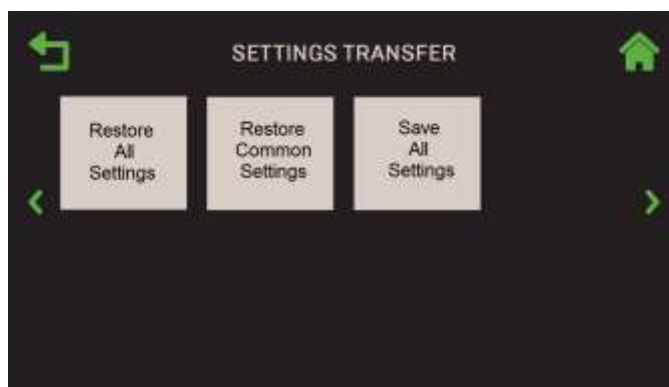 SETTINGS TRANSFER
Restore
All
Settings
Restore
Common
Settings
Save
All
Settings